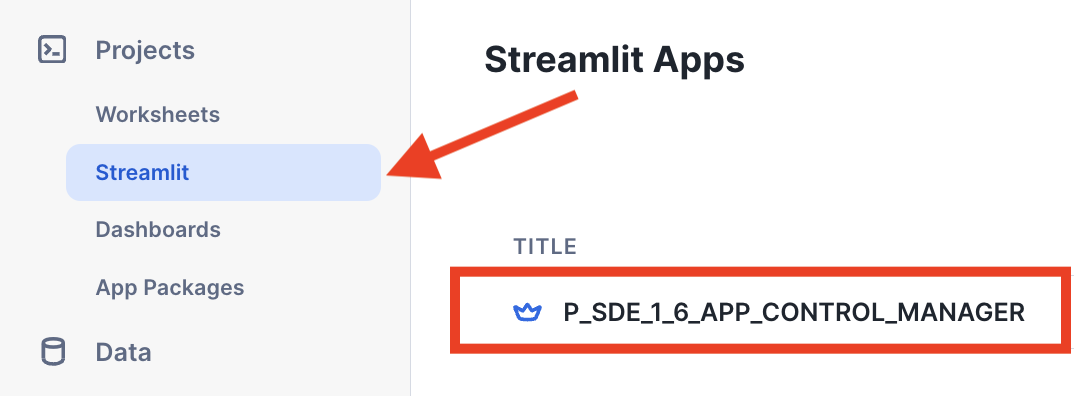 Projects
Worksheets
Streamlit
Dashboards
App Packages
Data
Streamlit Apps
TITLE
P_SDE_1_6_APP_CONTROL_MANAGER